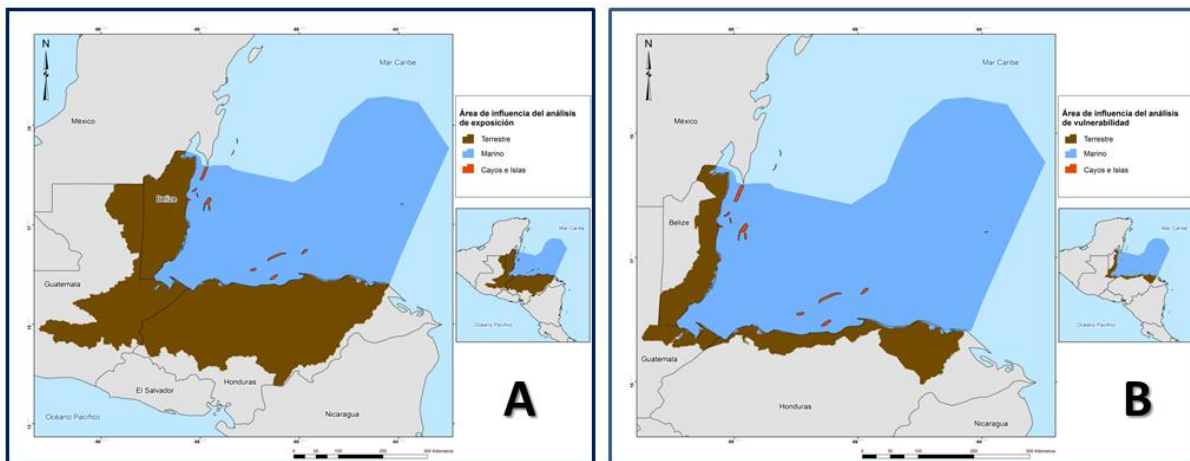 N
Mar Caribe
México
Belize
Guatemala
El Salvador
Honduras
Nicaragua
Océano Pacífico
Área de influencia del análisis
de exposición
Terrestre
Marino
Cayos e Islas
Mar Caribe
Océano Pacífico
A
N
Mar Caribe
México
Belize
Guatemala
Honduras
Nicaragua
Área de influencia del análisis
de vulnerabilidad
Terrestre
Marino
Cayos e Islas
Mar Caribe
Océano Pacífico
B